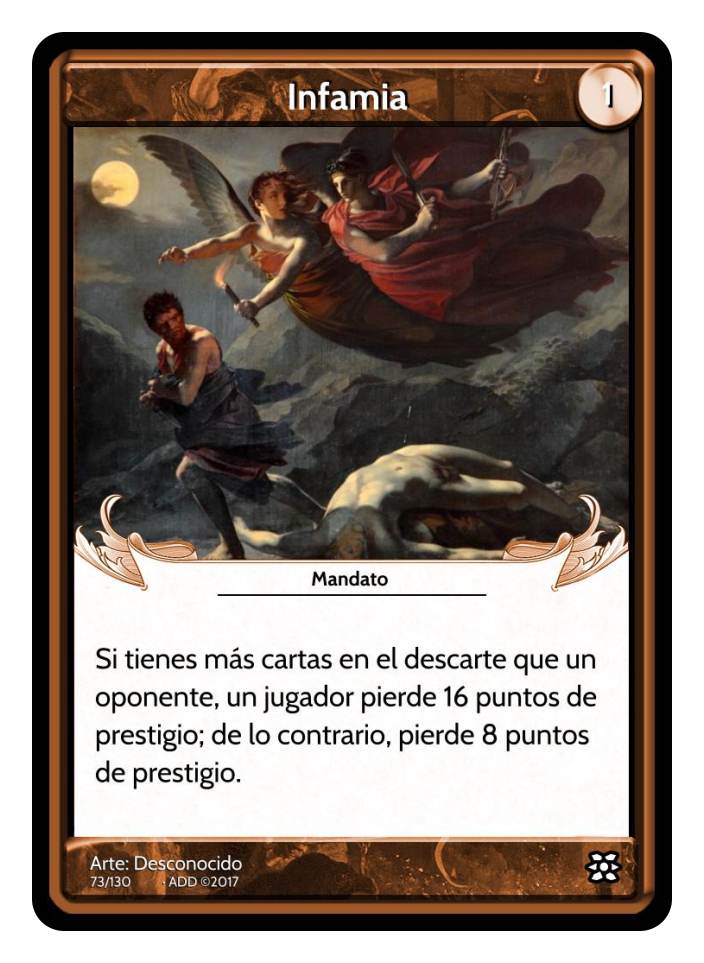 Infamia
1
Mandato
Si tienes más cartas en el descarte que un
oponente, un jugador pierde 16 puntos de
prestigio; de lo contrario, pierde 8 puntos
de prestigio.
Arte: Desconocido
73/130 · ADD ©2017